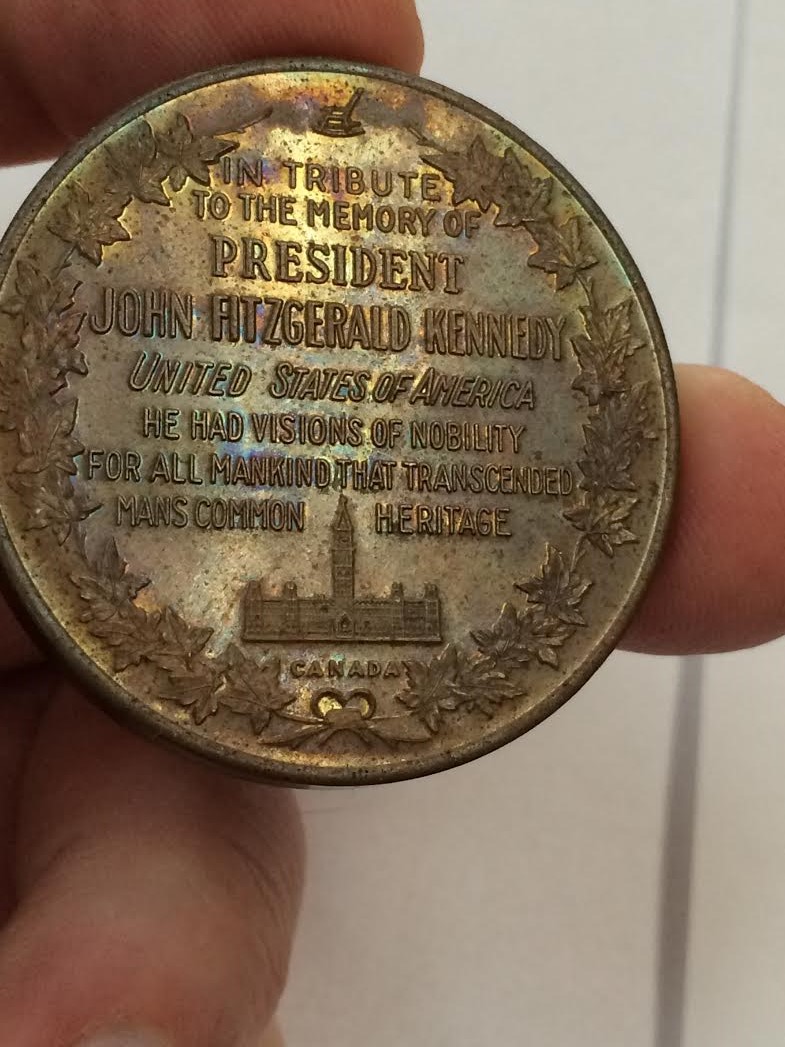 IN TRIBUTE
TO THE MEMORY OF
PRESIDENT
JOHN FITZGERALD KENNEDY
UNITED STATES OF AMERICA
HE HAD VISIONS OF NOBILITY
FOR ALL MANKIND THAT TRANSCENDED
MANS COMMON HERITAGE
CANADA